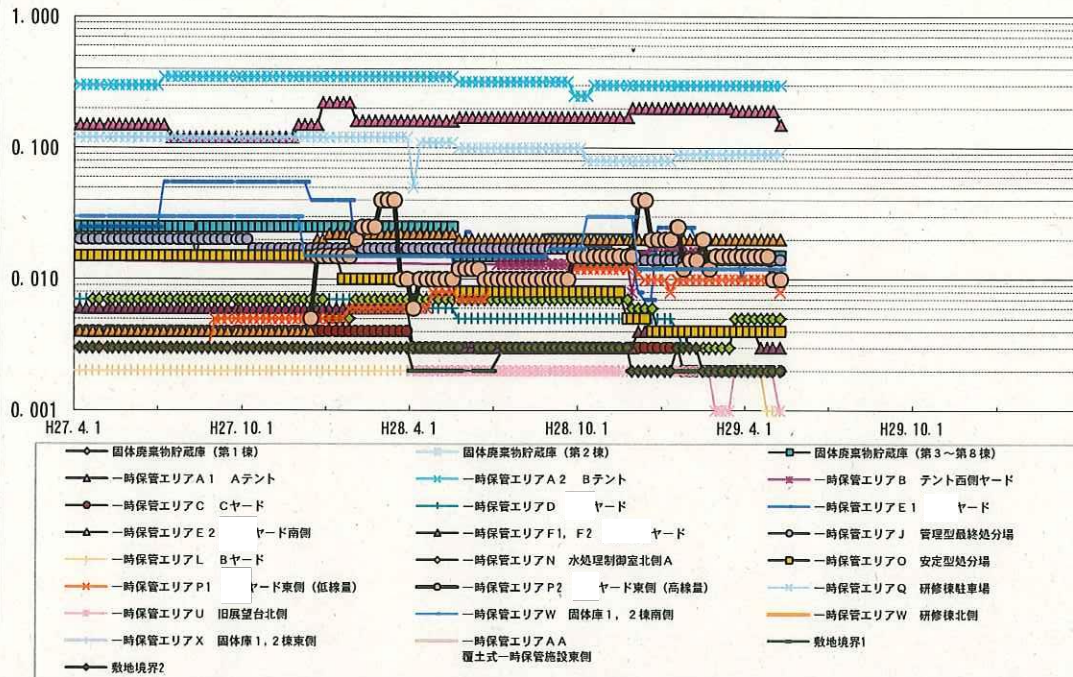 1.000
0.100
0.010
0.001
H27.4.1 H27.10.1 H28.4.1 H28.10.1 H29.4.1 H29.10.1
固体廃棄物貯蔵庫（第1棟） 固体廃棄物貯蔵庫（第2棟） 固体廃棄物貯蔵庫（第3～第8棟）
一時保管エリアA1 Aテント 一時保管エリアA2 Bテント 一時保管エリアB テント西側ヤード
一時保管エリアC Cヤード 一時保管エリアD ヤード 一時保管エリアE1 ヤード
一時保管エリアE2 ヤード南側 一時保管エリアF1, F2 ヤード 一時保管エリアJ 管理型最終処分場
一時保管エリアL Bヤード 一時保管エリアN 水処理制御室北側A 一時保管エリアO 安定型処分場
一時保管エリアP1 ヤード東側（低線量） 一時保管エリアP2 ヤード東側（高線量） 一時保管エリアQ 研修棟駐車場
一時保管エリアU 旧展望台北側 一時保管エリアW 固体庫1, 2棟南側 一時保管エリアW 研修棟北側
一時保管エリアX 固体庫1, 2棟東側 一時保管エリアAA 敷地境界1
覆土式一時保管施設東側
敷地境界2